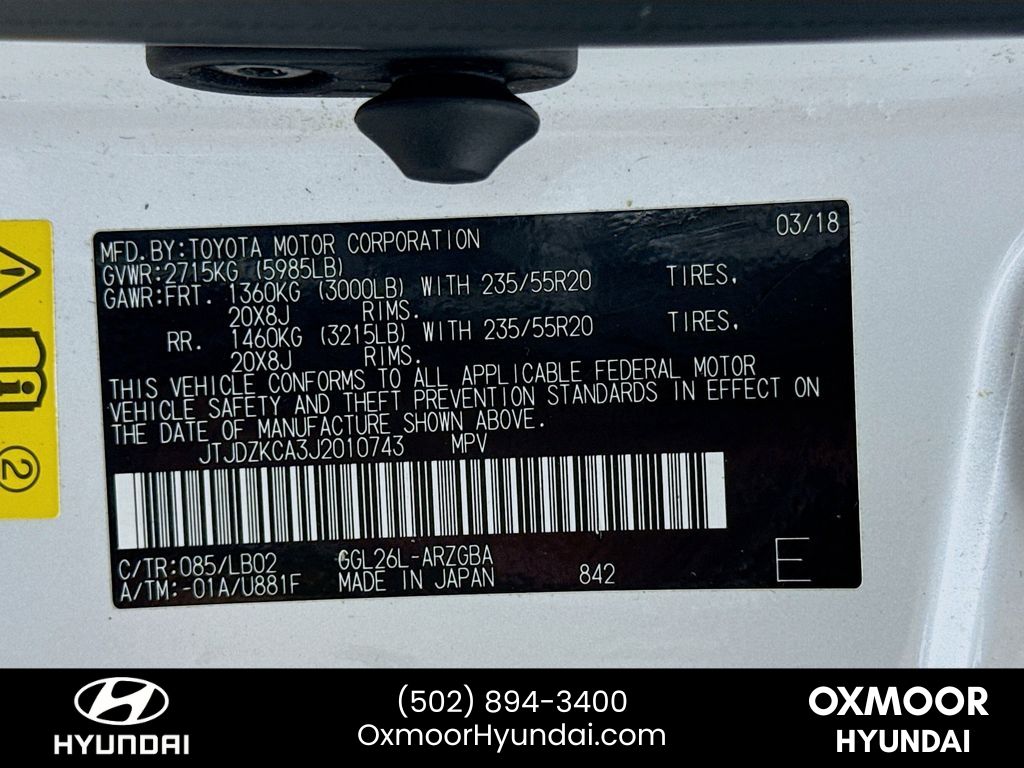 03/18
MFD. BY: TOYOTA MOTOR CORPORATION
GVWR: 2715KG (5985LB)
GAWR: FRT. 1360KG (3000LB) WITH 235/55R20 TIRES,
20X8J RIMS.
RR. 1460KG (3215LB) WITH 235/55R20 TIRES,
20X8J RIMS.
THIS VEHICLE CONFORMS TO ALL APPLICABLE FEDERAL MOTOR
VEHICLE SAFETY AND THEFT PREVENTION STANDARDS IN EFFECT ON
THE DATE OF MANUFACTURE SHOWN ABOVE.
JTJDZKCA3J2010743 MPV
C/TR: 085/LB02 GGL26L-ARZGBA
A/TM: -01A/U881F MADE IN JAPAN 842 E
2
HYUNDAI
(502) 894-3400
OxmoorHyundai.com
OXMOOR
HYUNDAI